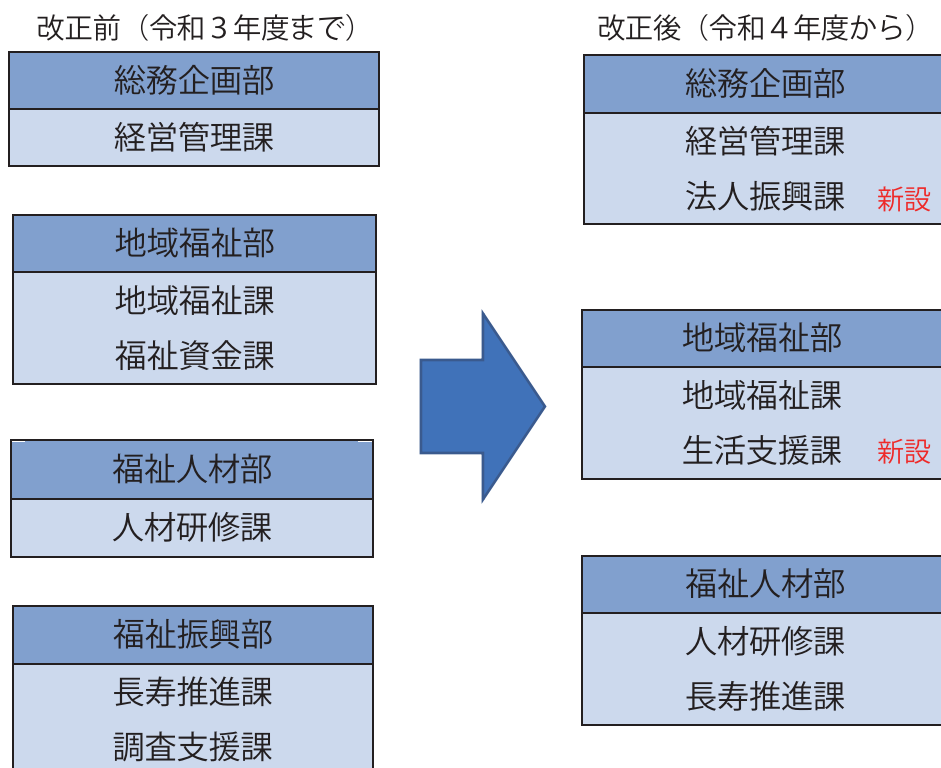 改正前（令和３年度まで）
総務企画部
経営管理課
地域福祉部
地域福祉課
福祉資金課
福祉人材部
人材研修課
福祉振興部
長寿推進課
調査支援課
改正後（令和４年度から）
総務企画部
経営管理課
法人振興課 新設
地域福祉部
地域福祉課
生活支援課 新設
福祉人材部
人材研修課
長寿推進課